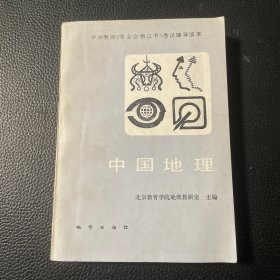 中学教师《专业合格证书》考试辅导读本
中国地理
北京教育学院地理教研室 主编
地质出版社